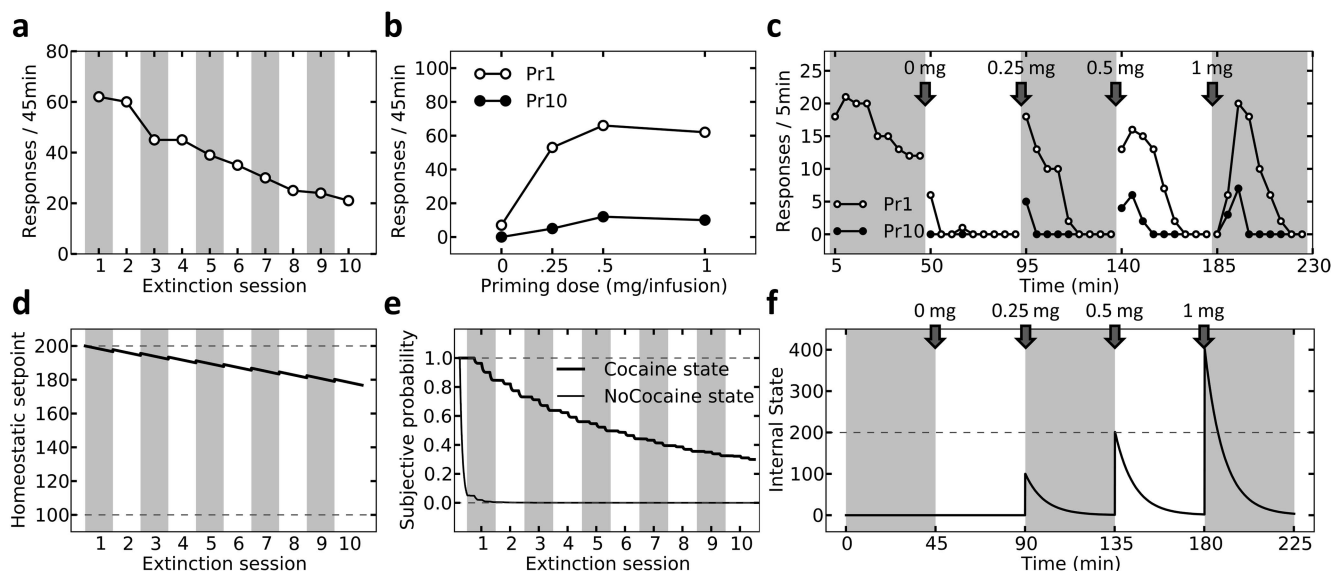 a
80
60
40
20
0
Responses / 45min
1 2 3 4 5 6 7 8 9 10
Extinction session
b
100
80
60
40
20
0
Responses / 45min
Pr1
Pr10
0 .25 .5 1
Priming dose (mg/infusion)
c
0 mg 0.25 mg 0.5 mg 1 mg
25
20
15
10
5
0
Responses / 5min
Pr1
Pr10
5 50 95 140 185 230
Time (min)
d
200
180
160
140
120
100
Homeostatic setpoint
1 2 3 4 5 6 7 8 9 10
Extinction session
e
1.0
0.8
0.6
0.4
0.2
0.0
Subjective probability
Cocaine state
NoCocaine state
1 2 3 4 5 6 7 8 9 10
Extinction session
f
0 mg 0.25 mg 0.5 mg 1 mg
400
300
200
100
0
Internal State
0 45 90 135 180 225
Time (min)